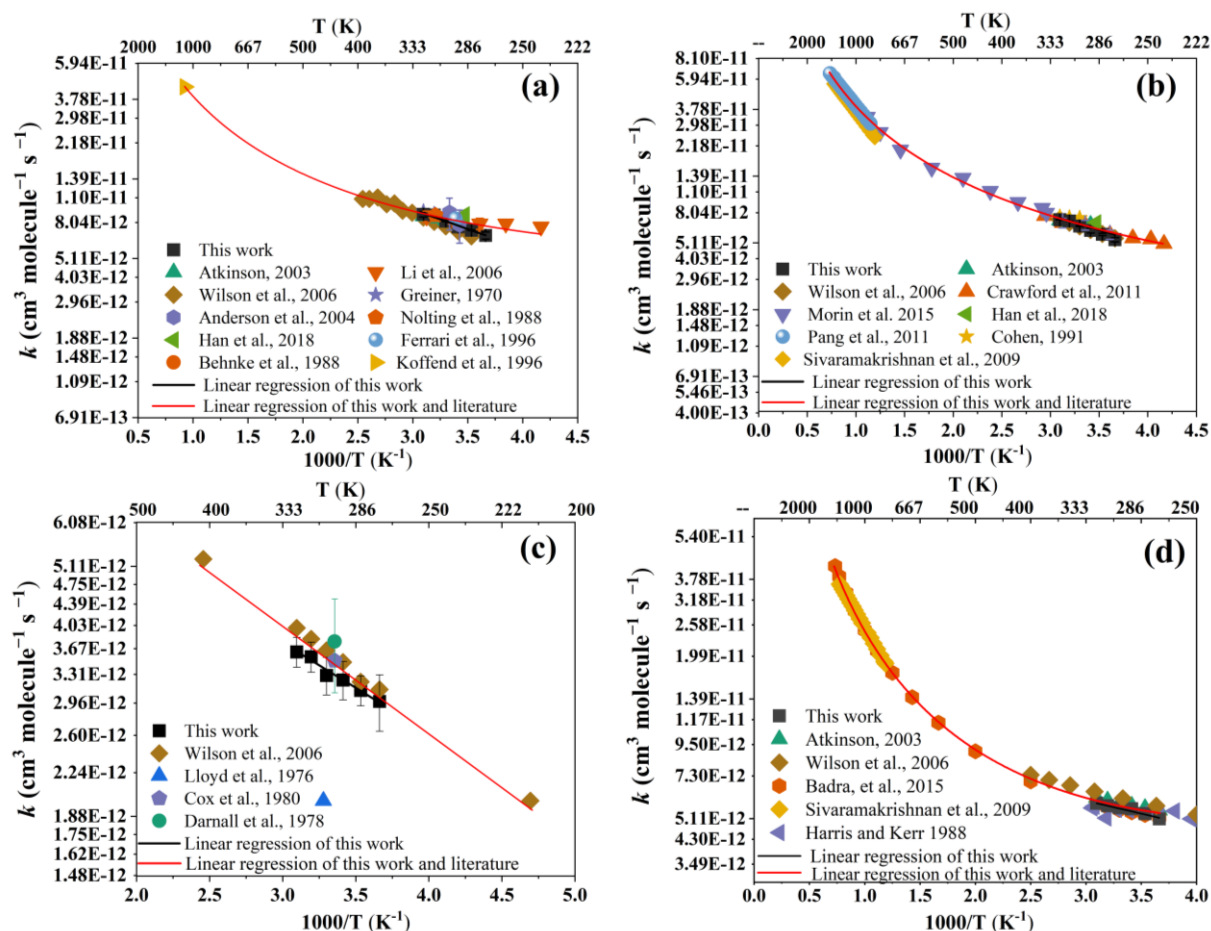 T (K)
2000 1000 667 500 400 333 286 250 222
5.94E-11
3.78E-11
2.98E-11
2.18E-11
1.39E-11
1.10E-11
8.04E-12
5.11E-12
4.03E-12
2.96E-12
1.88E-12
1.48E-12
1.09E-12
6.91E-13
k (cm³ molecule⁻¹ s⁻¹)
(a)
This work
Atkinson, 2003 Li et al., 2006
Wilson et al., 2006 Greiner, 1970
Anderson et al., 2004 Nolting et al., 1988
Han et al., 2018 Ferrari et al., 1996
Behnke et al., 1988 Koffend et al., 1996
Linear regression of this work
Linear regression of this work and literature
0.5 1.0 1.5 2.0 2.5 3.0 3.5 4.0 4.5
1000/T (K⁻¹)
T (K)
-- 2000 1000 667 500 400 333 286 250 222
8.10E-11
5.94E-11
3.78E-11
2.98E-11
2.18E-11
1.39E-11
1.10E-11
8.04E-12
5.11E-12
4.03E-12
2.96E-12
1.88E-12
1.48E-12
1.09E-12
6.91E-13
5.46E-13
4.00E-13
k (cm³ molecule⁻¹ s⁻¹)
(b)
This work Atkinson, 2003
Wilson et al., 2006 Crawford et al., 2011
Morin et al. 2015 Han et al., 2018
Pang et al., 2011 Cohen, 1991
Sivaramakrishnan et al., 2009
Linear regression of this work
Linear regression of this work and literature
0.0 0.5 1.0 1.5 2.0 2.5 3.0 3.5 4.0 4.5
1000/T (K⁻¹)
T (K)
500 400 333 286 250 222 200
6.08E-12
5.11E-12
4.75E-12
4.39E-12
4.03E-12
3.67E-12
3.31E-12
2.96E-12
2.60E-12
2.24E-12
1.88E-12
1.75E-12
1.62E-12
1.48E-12
k (cm³ molecule⁻¹ s⁻¹)
(c)
This work
Wilson et al., 2006
Lloyd et al., 1976
Cox et al., 1980
Darnall et al., 1978
Linear regression of this work
Linear regression of this work and literature
2.0 2.5 3.0 3.5 4.0 4.5 5.0
1000/T (K⁻¹)
T (K)
-- 2000 1000 667 500 400 333 286 250
5.40E-11
3.78E-11
3.18E-11
2.58E-11
1.99E-11
1.39E-11
1.17E-11
9.50E-12
7.30E-12
5.11E-12
4.30E-12
3.49E-12
k (cm³ molecule⁻¹ s⁻¹)
(d)
This work
Atkinson, 2003
Wilson et al., 2006
Badra, et al., 2015
Sivaramakrishnan et al., 2009
Harris and Kerr 1988
Linear regression of this work
Linear regression of this work and literature
0.0 0.5 1.0 1.5 2.0 2.5 3.0 3.5 4.0
1000/T (K⁻¹)